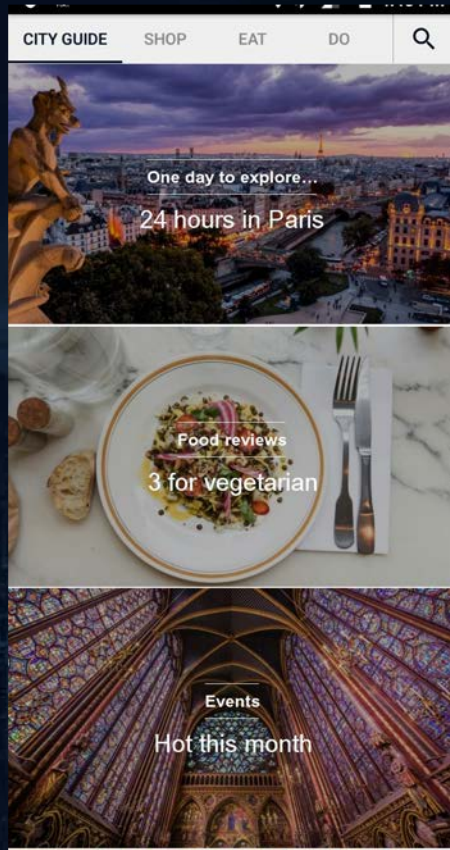 CITY GUIDE SHOP EAT DO
One day to explore...
24 hours in Paris
Food reviews
3 for vegetarian
Events
Hot this month